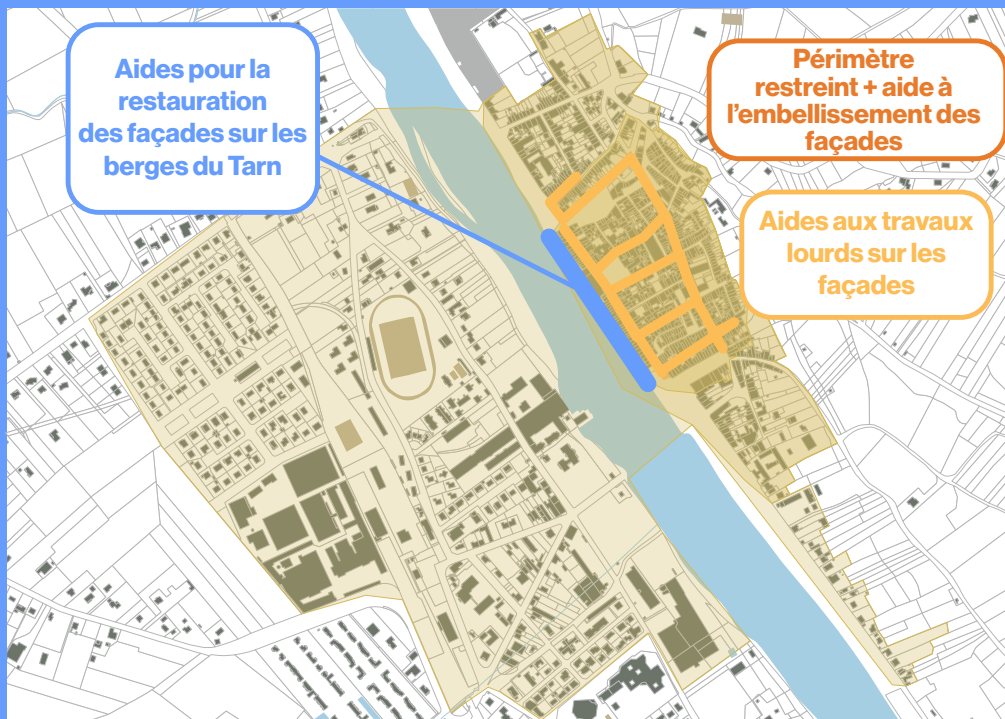 Aides pour la
restauration
des façades sur les
berges du Tarn
Périmètre
restreint + aide à
l'embellissement des
façades
Aides aux travaux
lourds sur les
façades